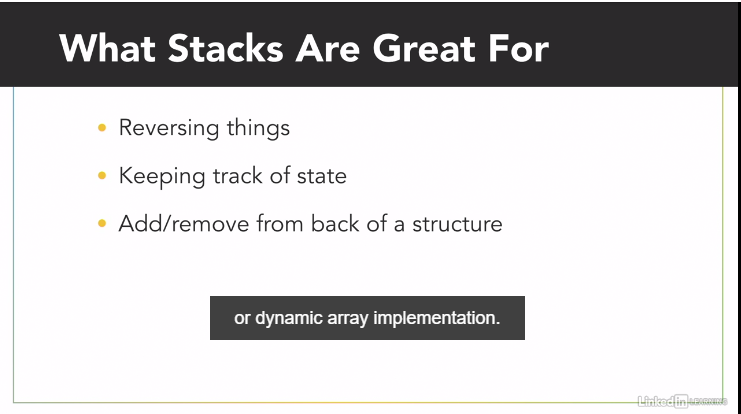 What Stacks Are Great For
• Reversing things
• Keeping track of state
• Add/remove from back of a structure
or dynamic array implementation.
Linked in LEARNING